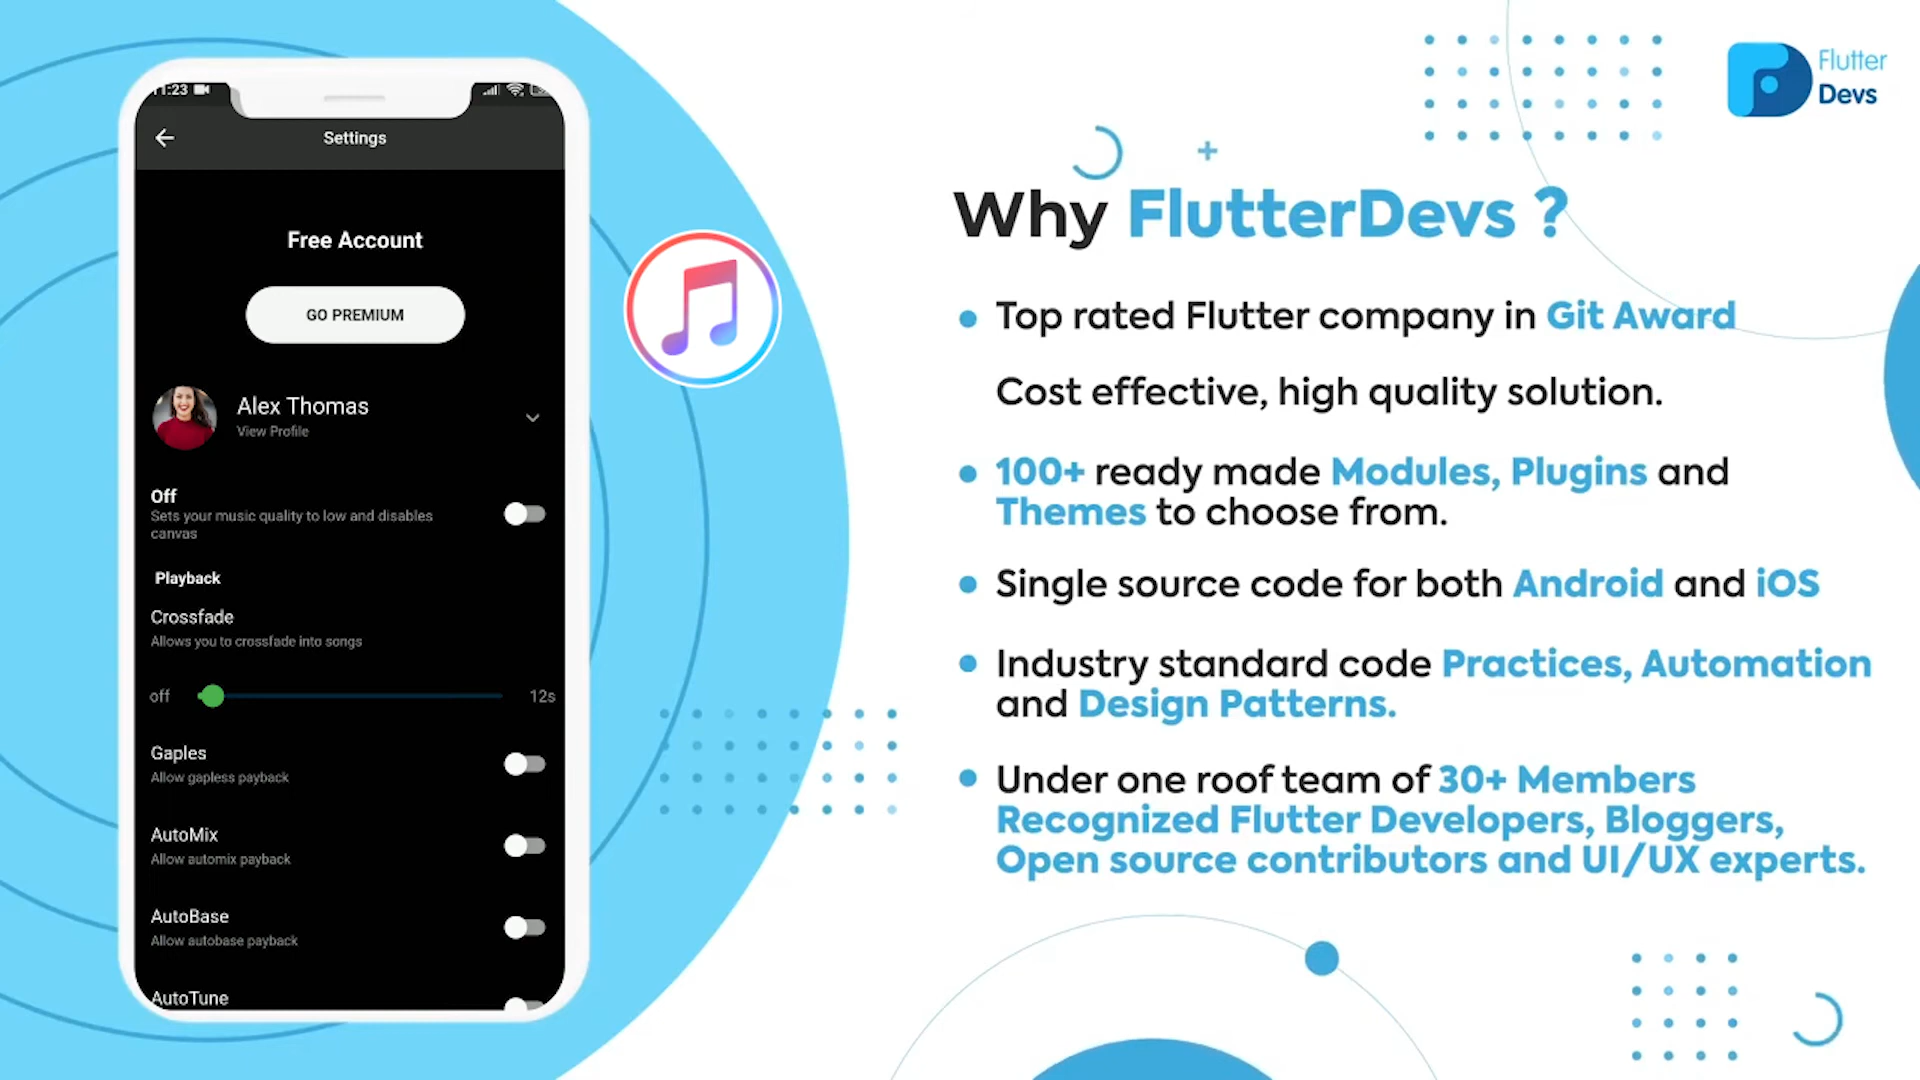 11:23
Settings
Free Account
GO PREMIUM
Alex Thomas
View Profile
Off
Sets your music quality to low and disables
canvas
Playback
Crossfade
Allows you to crossfade into songs
off
12s
Gaples
Allow gapless payback
AutoMix
Allow automix payback
AutoBase
Allow autobase payback
AutoTune
Flutter
Devs
Why FlutterDevs ?
Top rated Flutter company in Git Award
Cost effective, high quality solution.
100+ ready made Modules, Plugins and
Themes to choose from.
Single source code for both Android and iOS
Industry standard code Practices, Automation
and Design Patterns.
Under one roof team of 30+ Members
Recognized Flutter Developers, Bloggers,
Open source contributors and UI/UX experts.